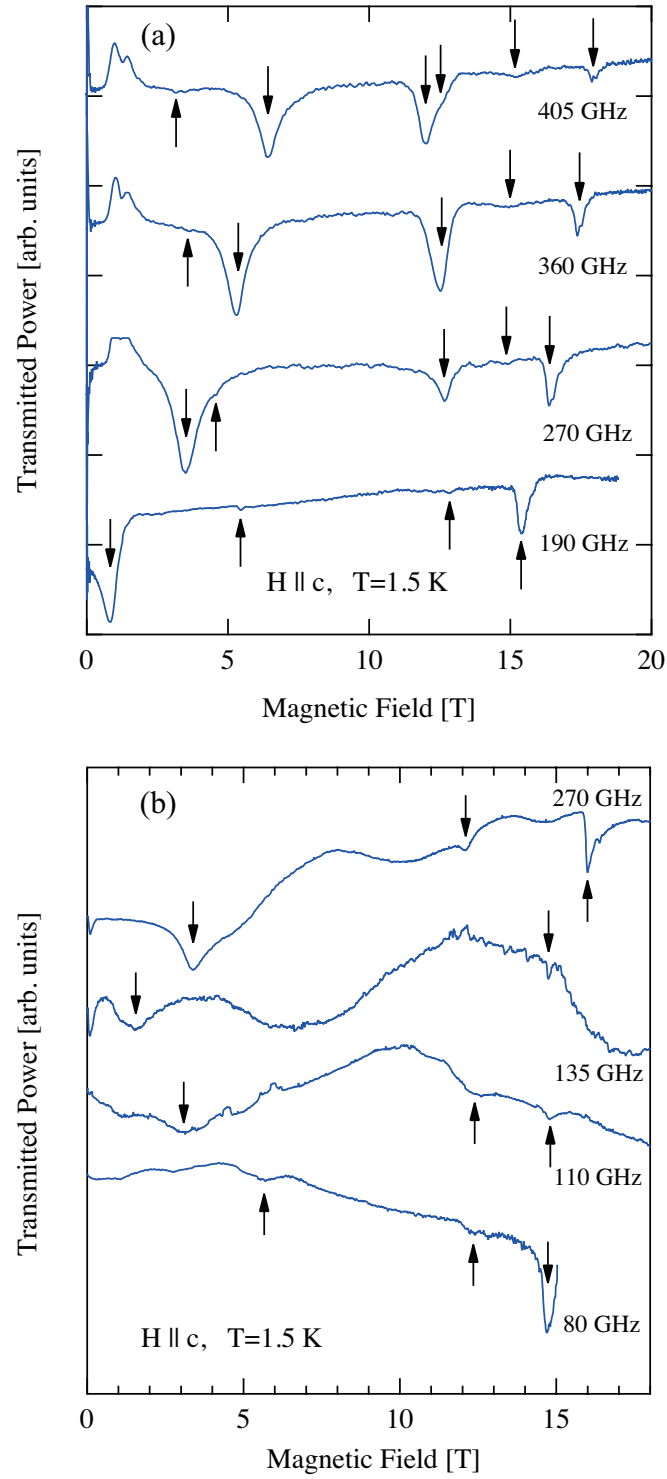 (a)
405 GHz
360 GHz
270 GHz
190 GHz
H || c, T=1.5 K
Transmitted Power [arb. units]
0 5 10 15 20
Magnetic Field [T]
(b)
270 GHz
135 GHz
110 GHz
80 GHz
H || c, T=1.5 K
Transmitted Power [arb. units]
0 5 10 15
Magnetic Field [T]